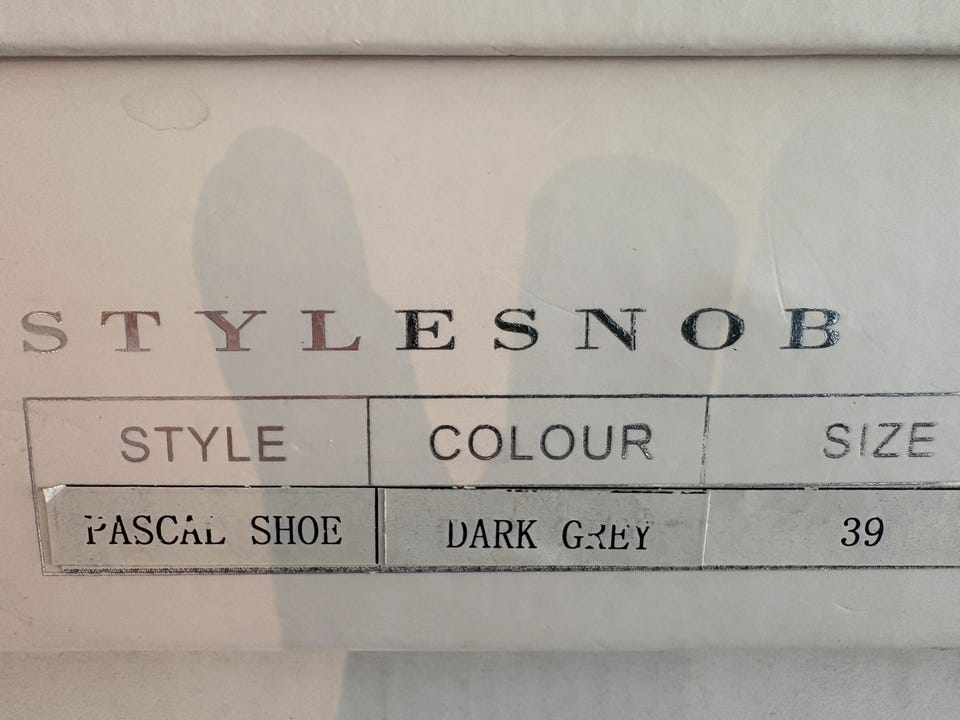 STYLESNOB
STYLE COLOUR SIZE
PASCAL SHOE DARK GREY 39